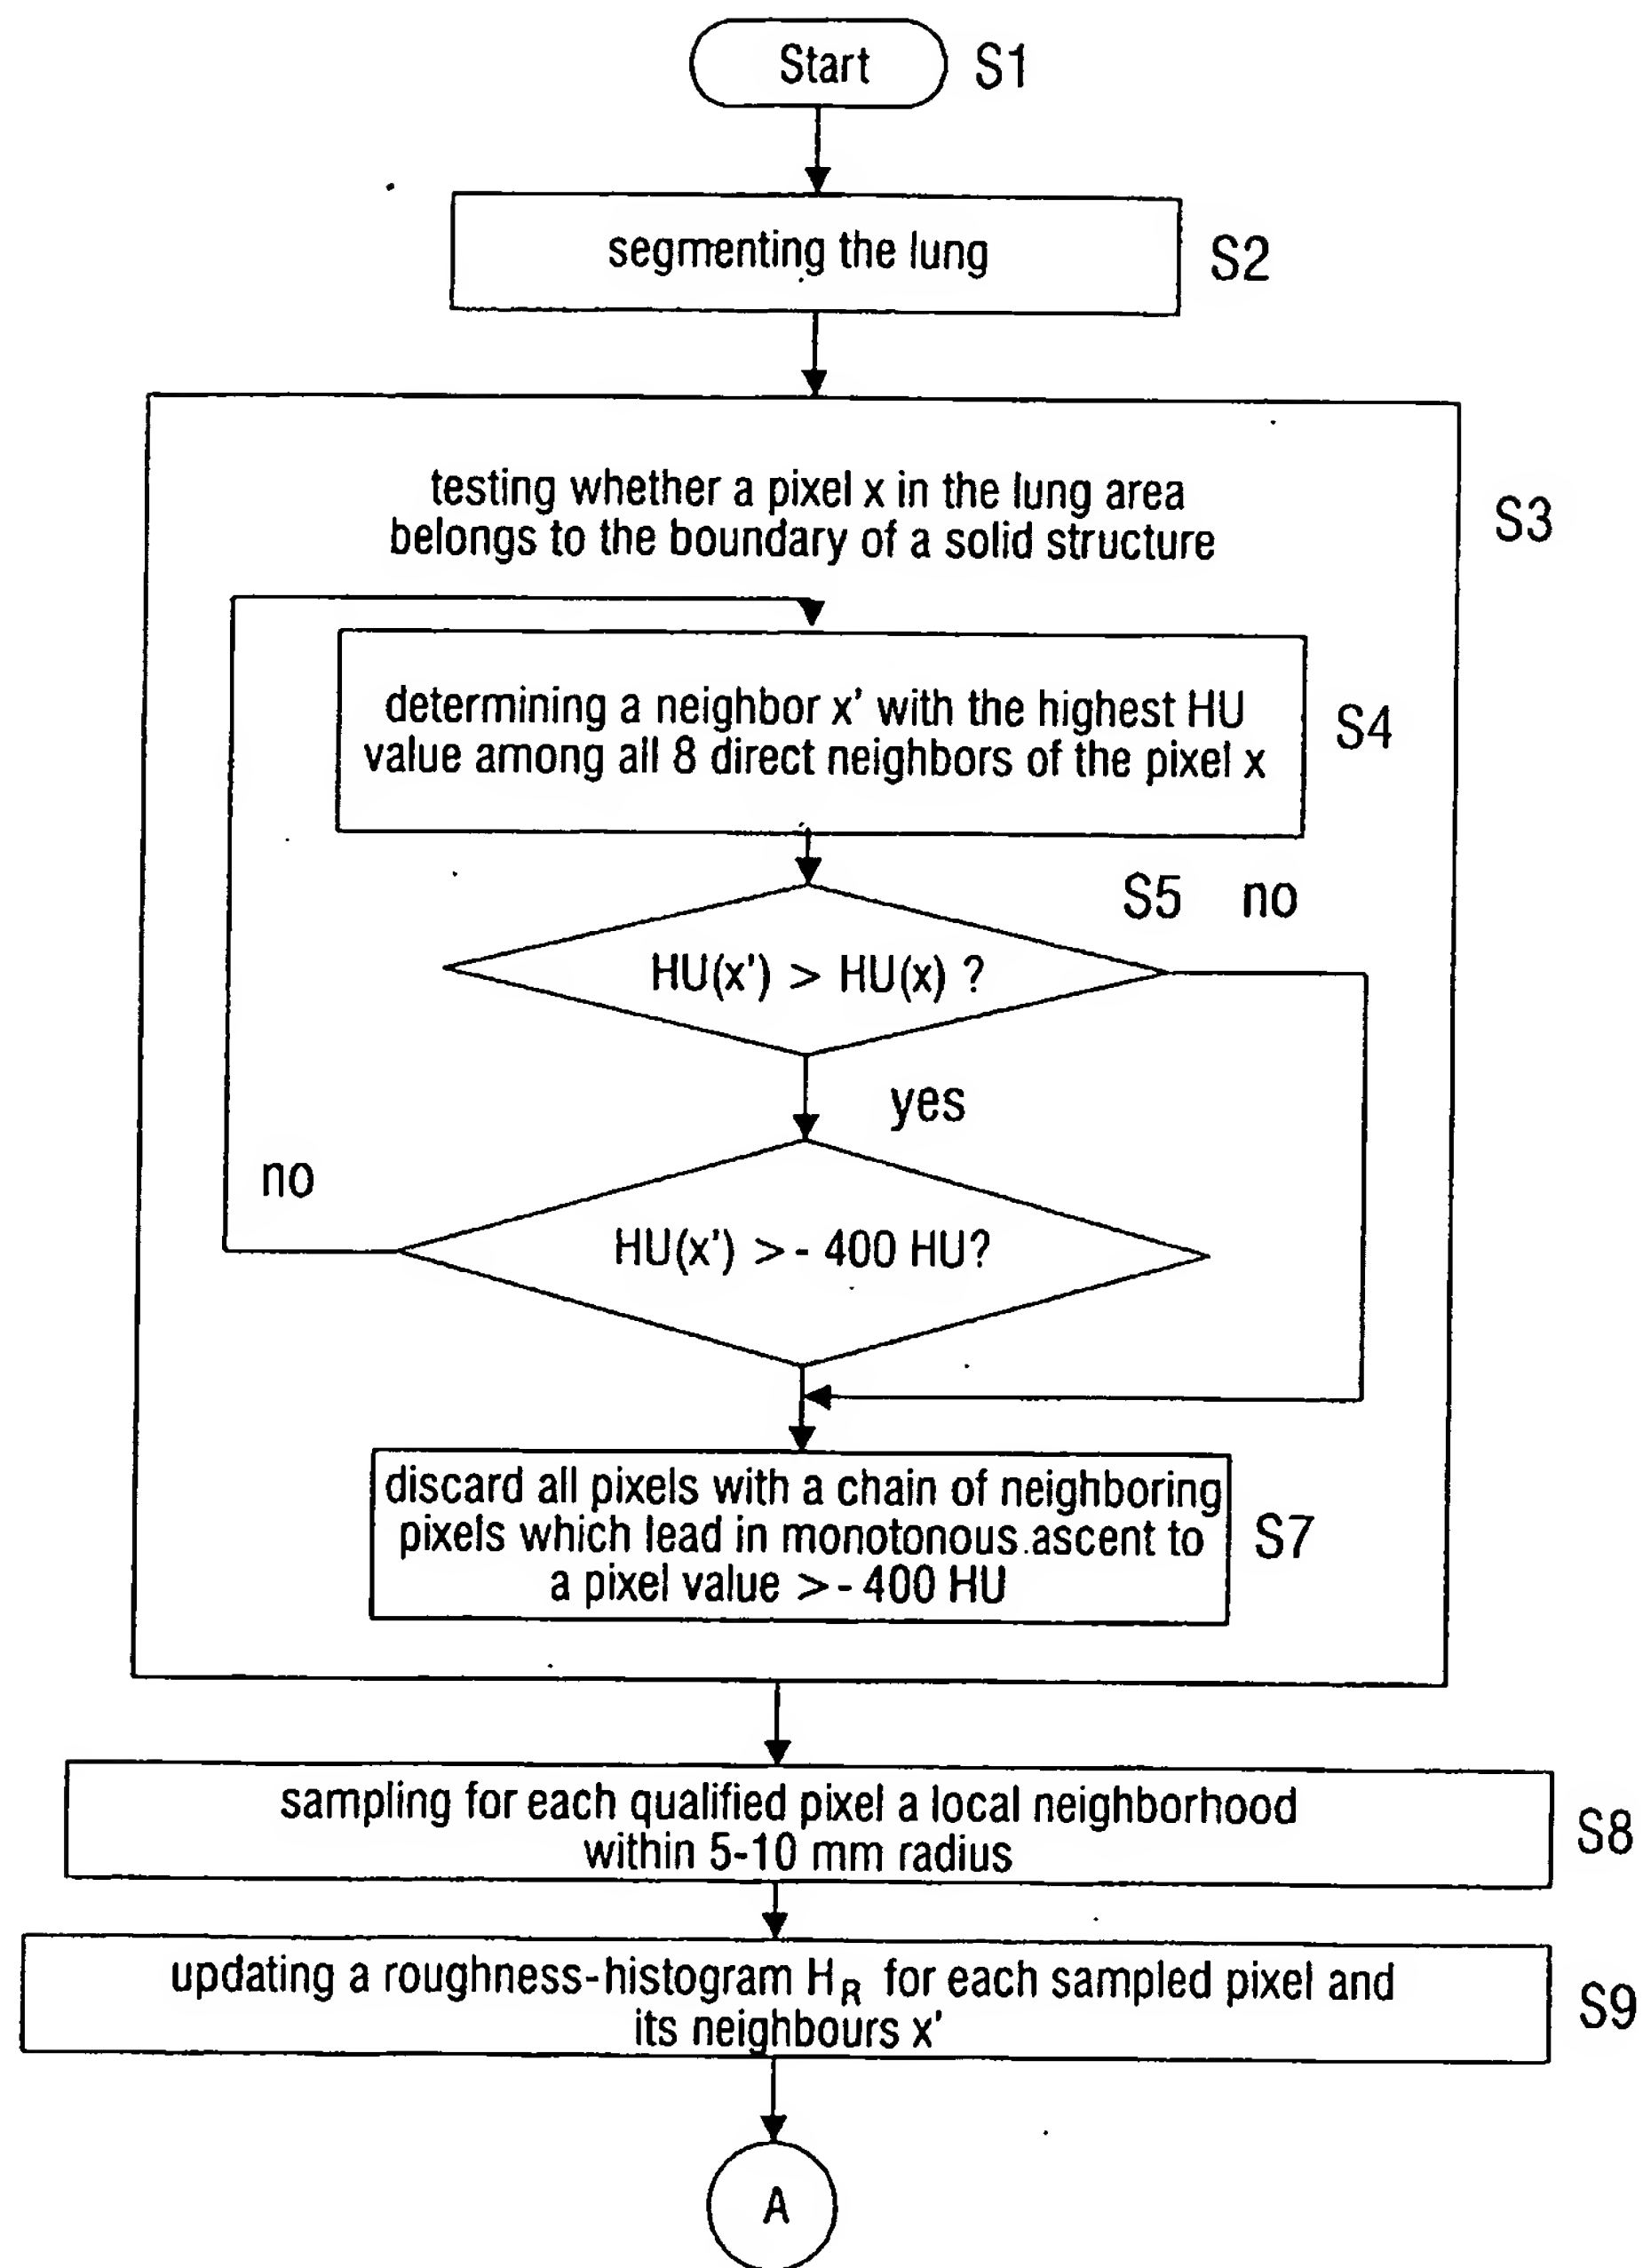 Start S1
segmenting the lung S2
testing whether a pixel x in the lung area
belongs to the boundary of a solid structure
S3
determining a neighbor x' with the highest HU
value among all 8 direct neighbors of the pixel x
S4
S5 no
HU(x') > HU(x) ?
yes
no
HU(x') > - 400 HU?
discard all pixels with a chain of neighboring
pixels which lead in monotonous ascent to
a pixel value > - 400 HU
S7
sampling for each qualified pixel a local neighborhood
within 5-10 mm radius
S8
updating a roughness-histogram HR for each sampled pixel and
its neighbours x'
S9
A